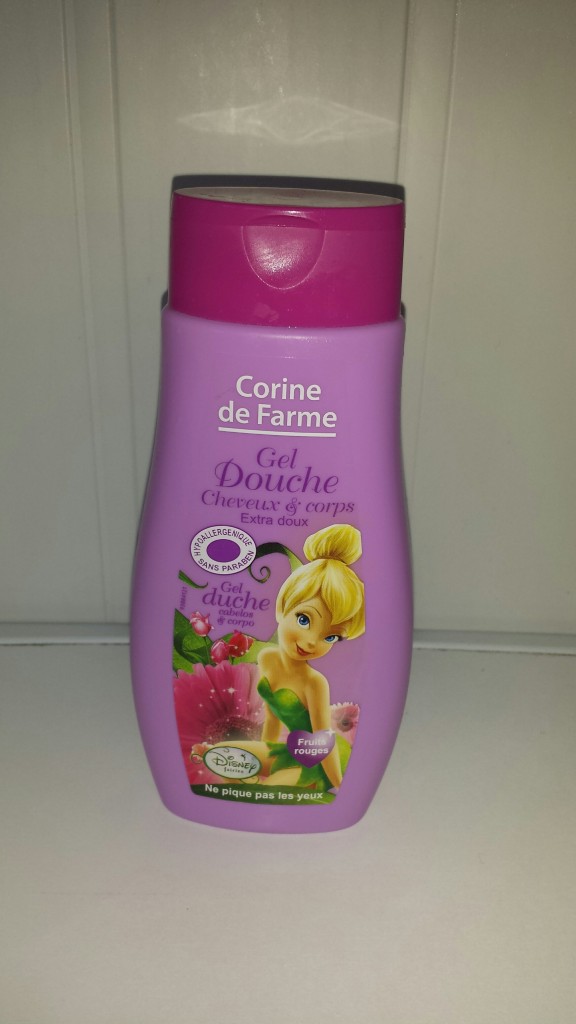 Corine
de Farme
Gel
Douche
Cheveux & corps
Extra doux
HYPOALLERGÉNIQUE
SANS PARABEN
Gel
duche
cabelos
& corpo
Fruits
rouges
Disney
fairies
Ne pique pas les yeux